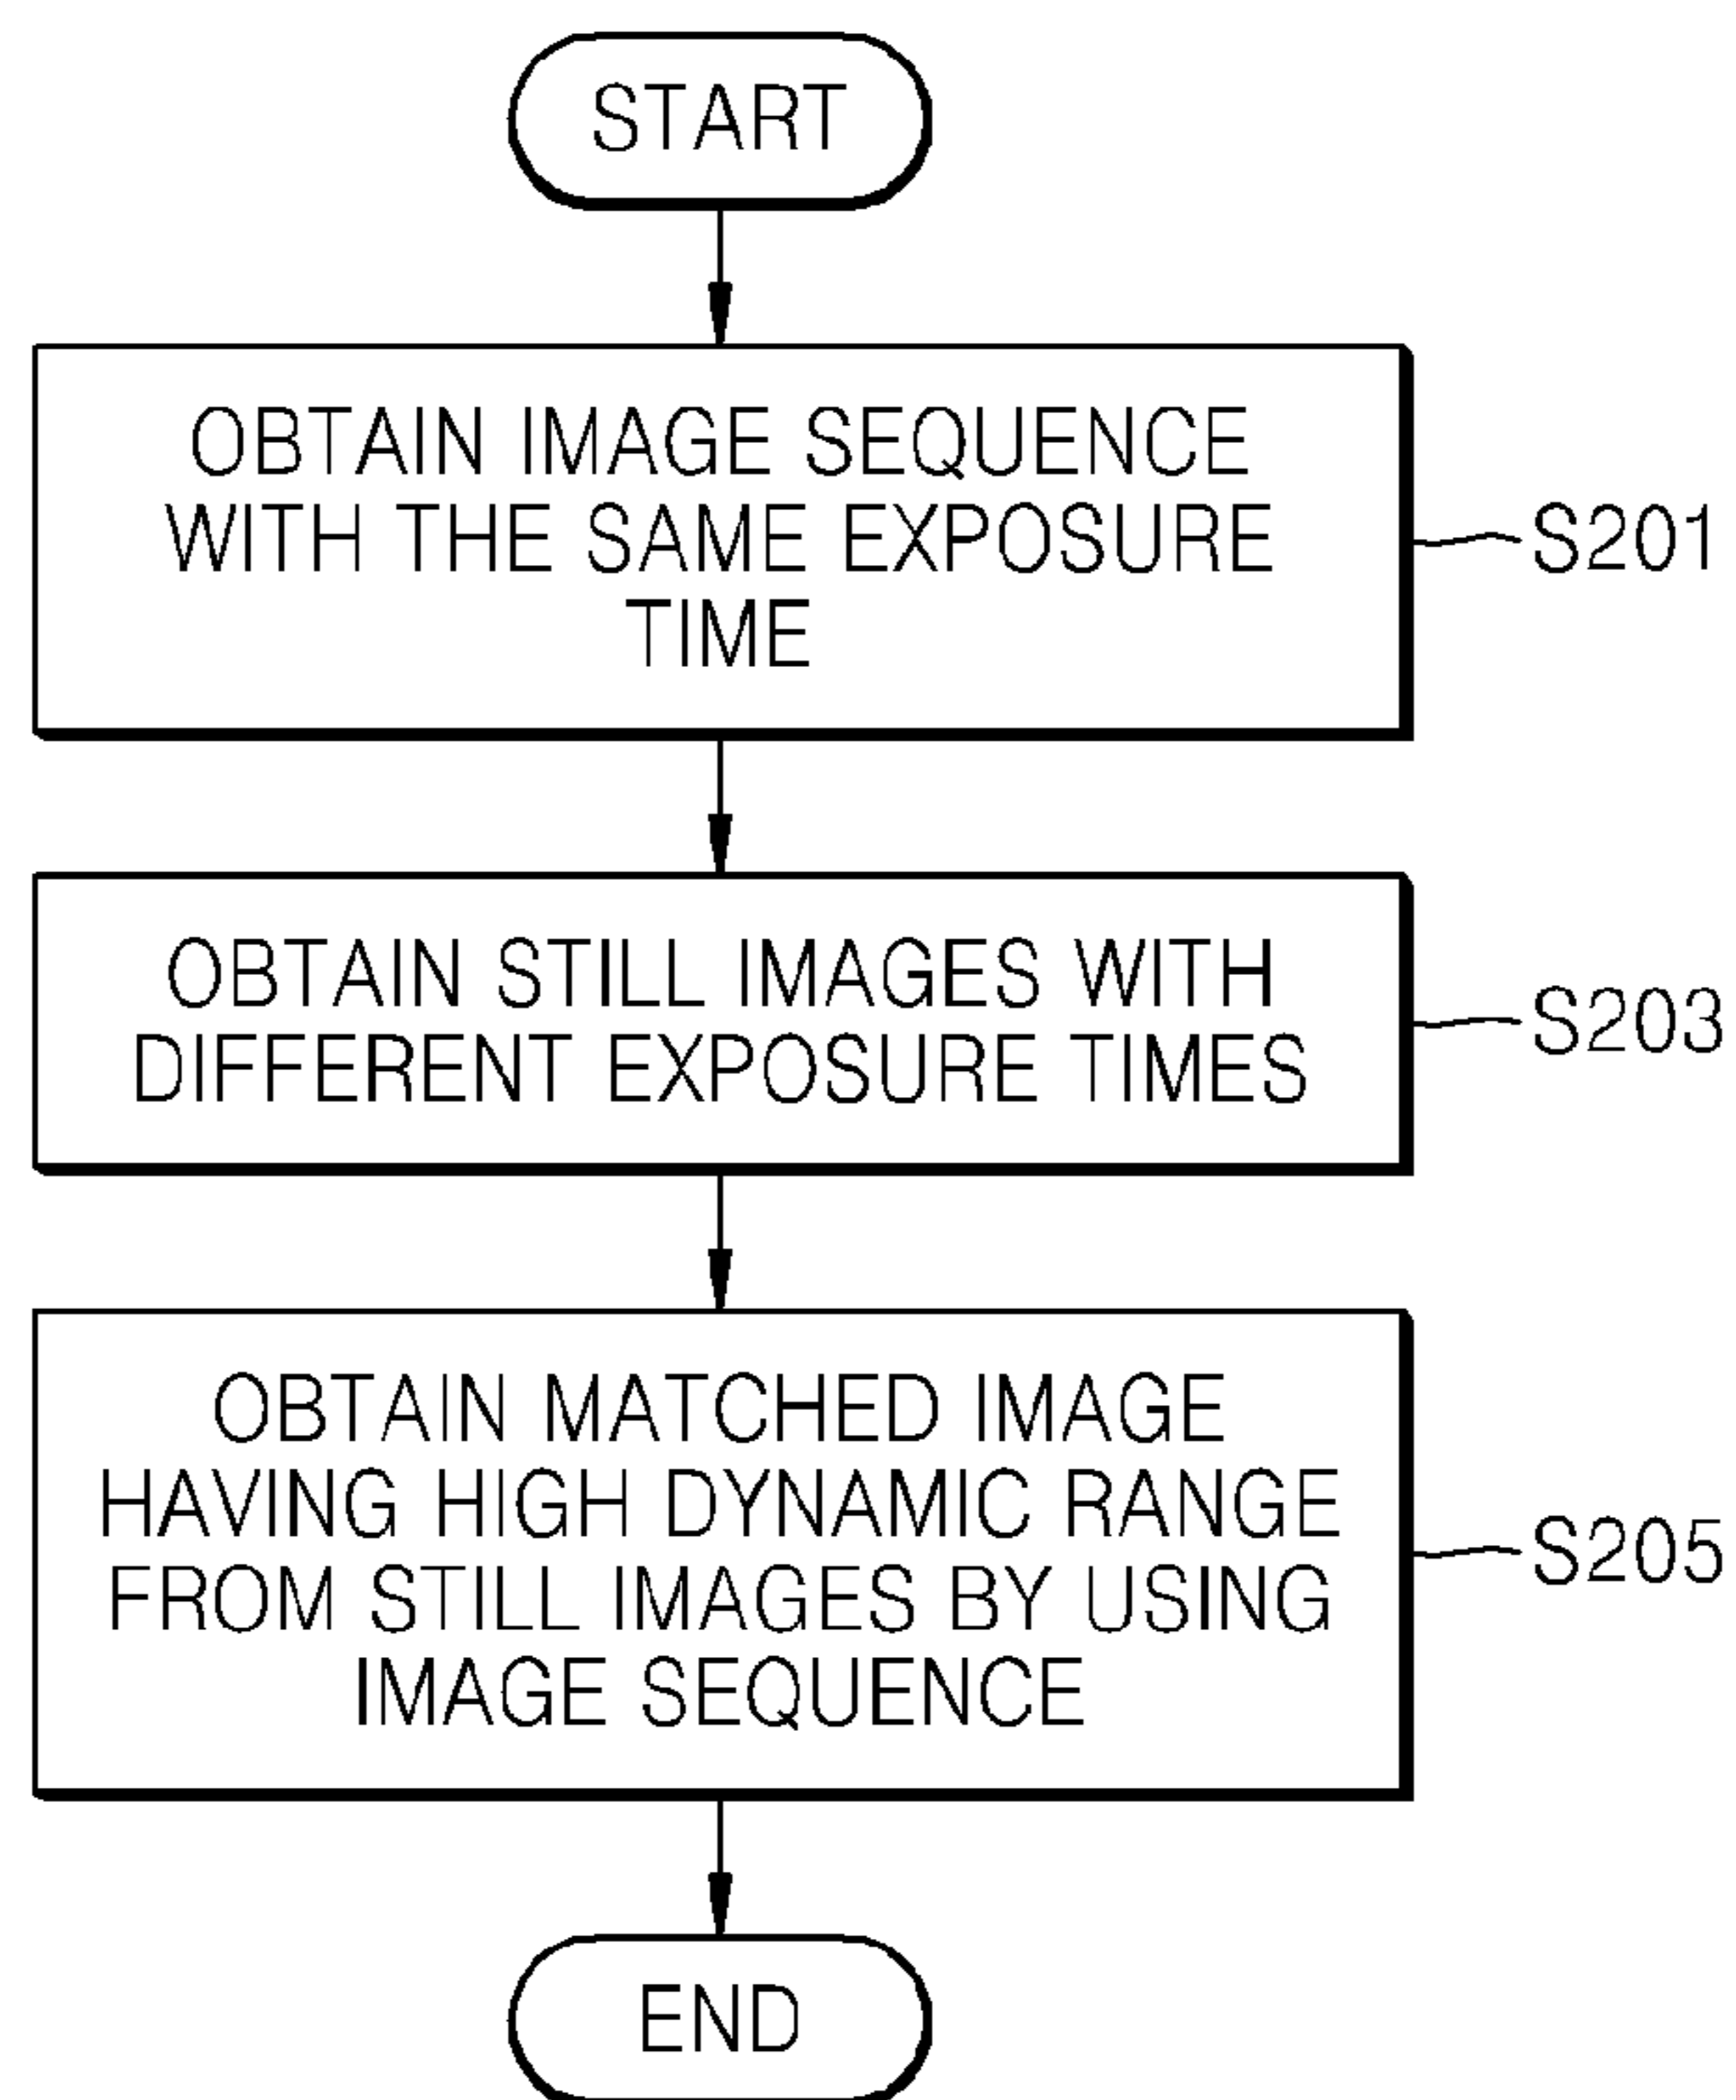 START
OBTAIN IMAGE SEQUENCE
WITH THE SAME EXPOSURE
TIME
S201
OBTAIN STILL IMAGES WITH
DIFFERENT EXPOSURE TIMES
S203
OBTAIN MATCHED IMAGE
HAVING HIGH DYNAMIC RANGE
FROM STILL IMAGES BY USING
IMAGE SEQUENCE
S205
END